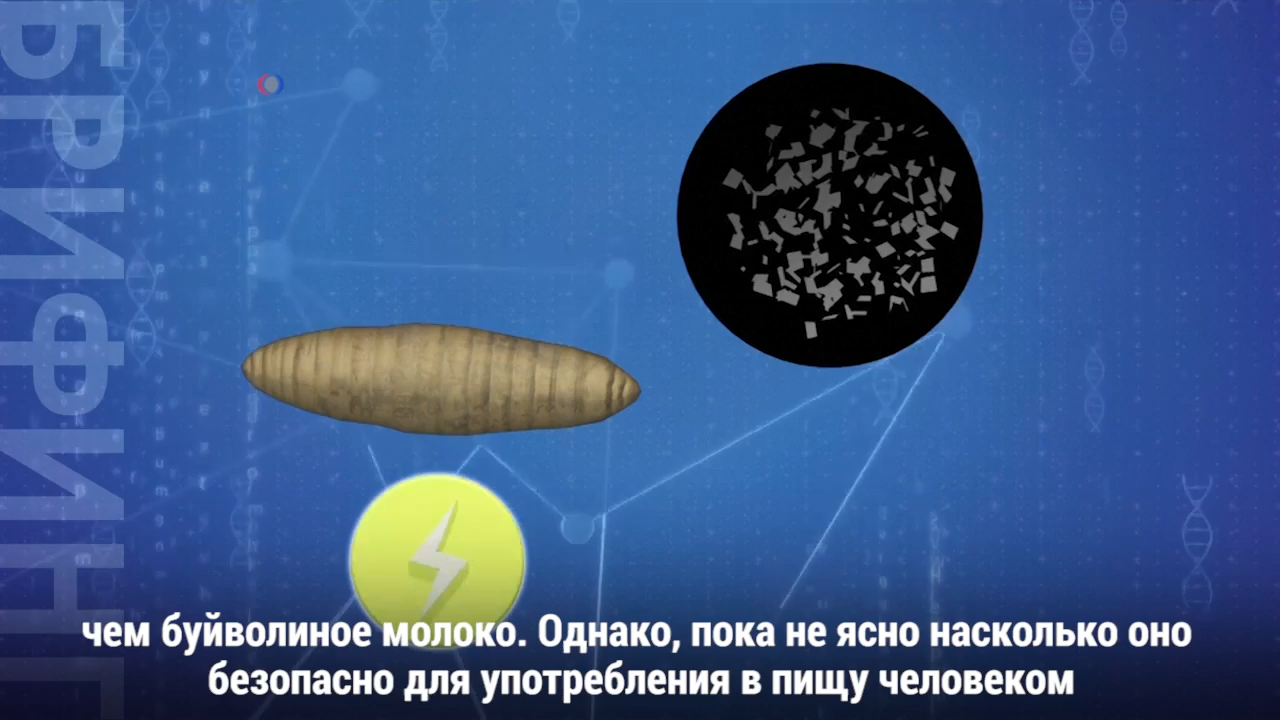 БРИФИНГ
чем буйволиное молоко. Однако, пока не ясно насколько оно
безопасно для употребления в пищу человеком